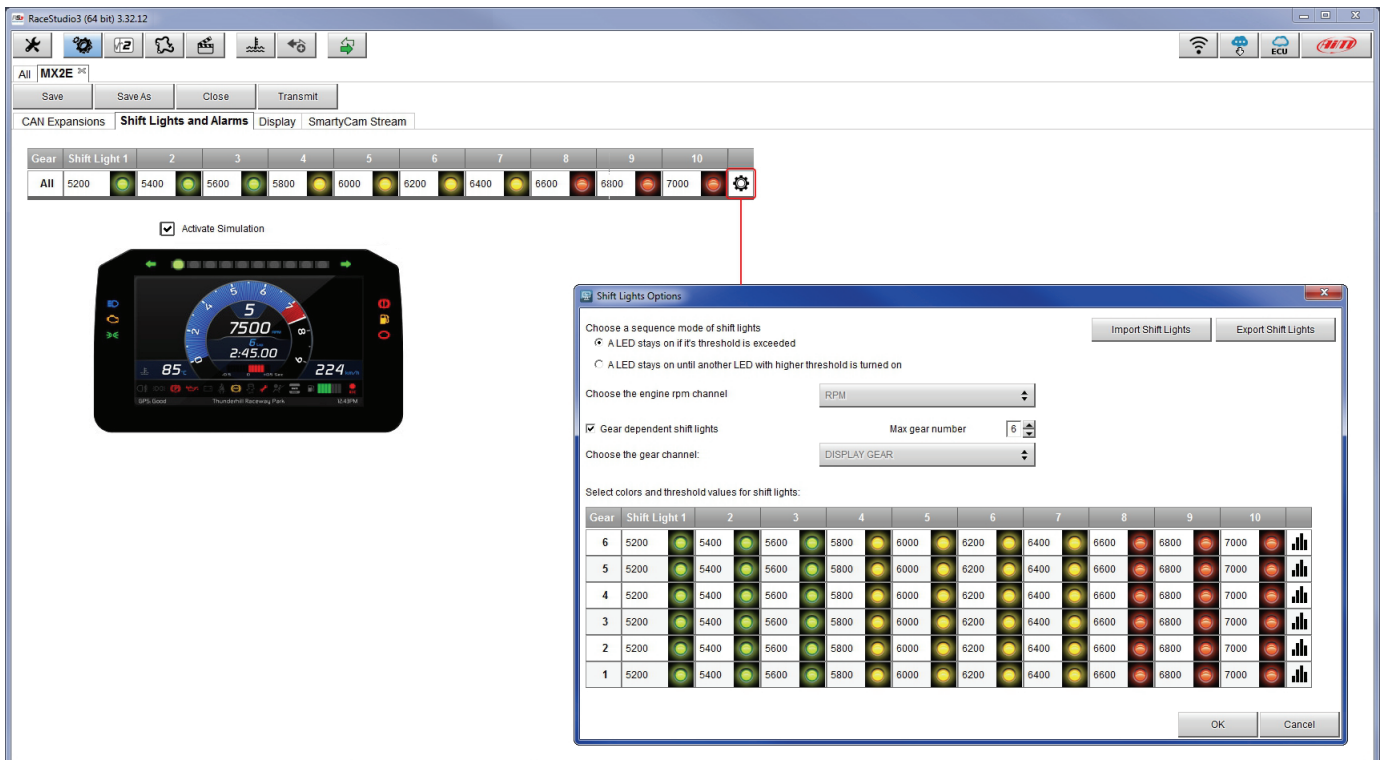 RaceStudio3 (64 bit) 3.32.12
ECU
AiM
All MX2E
Save Save As Close Transmit
CAN Expansions Shift Lights and Alarms Display SmartyCam Stream
Gear Shift Light 1 2 3 4 5 6 7 8 9 10
All 5200 5400 5600 5800 6000 6200 6400 6600 6800 7000
Activate Simulation
5
7500
2:45.00
85
224
GPS Good Thunderhill Raceway Park 12:43PM
Shift Lights Options
Choose a sequence mode of shift lights
Import Shift Lights Export Shift Lights
A LED stays on if it's threshold is exceeded
A LED stays on until another LED with higher threshold is turned on
Choose the engine rpm channel RPM
Gear dependent shift lights Max gear number 6
Choose the gear channel: DISPLAY GEAR
Select colors and threshold values for shift lights:
Gear Shift Light 1 2 3 4 5 6 7 8 9 10
6 5200 5400 5600 5800 6000 6200 6400 6600 6800 7000
5 5200 5400 5600 5800 6000 6200 6400 6600 6800 7000
4 5200 5400 5600 5800 6000 6200 6400 6600 6800 7000
3 5200 5400 5600 5800 6000 6200 6400 6600 6800 7000
2 5200 5400 5600 5800 6000 6200 6400 6600 6800 7000
1 5200 5400 5600 5800 6000 6200 6400 6600 6800 7000
OK Cancel